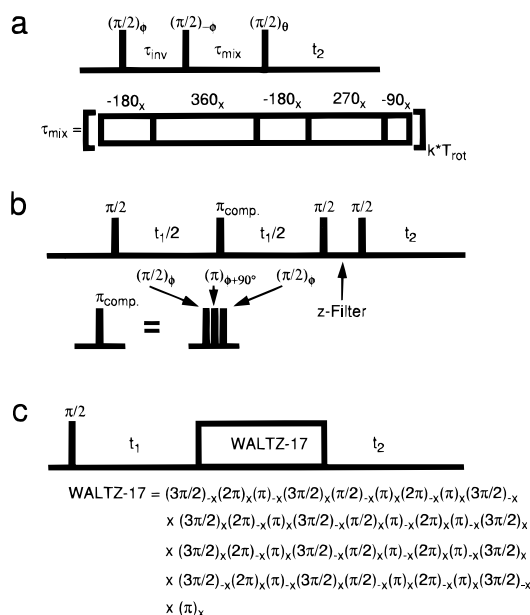 a
(π/2)ϕ (π/2)-ϕ (π/2)θ
τinv τmix t2
-180x 360x -180x 270x -90x
τmix= k*Trot
b
π/2 πcomp. π/2 π/2
t1/2 t1/2 t2
(π/2)ϕ (π)ϕ+90° (π/2)ϕ
z-Filter
πcomp.
=
c
π/2
t1 WALTZ-17 t2
WALTZ-17 = (3π/2)-x(2π)x(π)-x(3π/2)x(π/2)-x(π)x(2π)-x(π)x(3π/2)-x
x (3π/2)x(2π)-x(π)x(3π/2)-x(π/2)x(π)-x(2π)x(π)-x(3π/2)x
x (3π/2)x(2π)-x(π)x(3π/2)-x(π/2)x(π)-x(2π)x(π)-x(3π/2)x
x (3π/2)-x(2π)x(π)-x(3π/2)x(π/2)-x(π)x(2π)-x(π)x(3π/2)-x
x (π)x